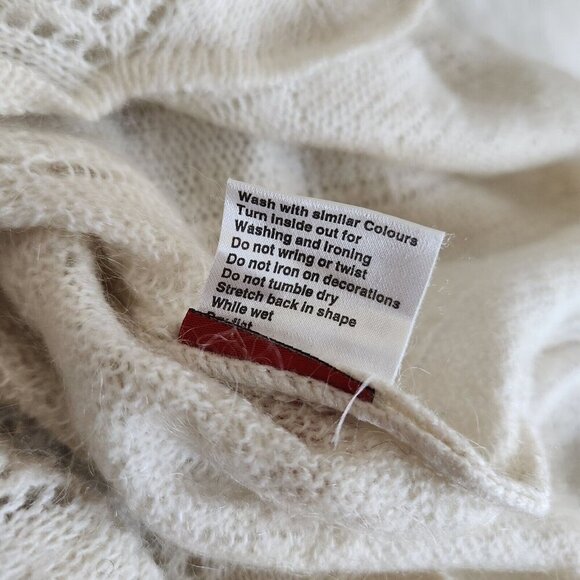 Wash with similar Colours
Turn inside out for
Washing and Ironing
Do not wring or twist
Do not iron on decorations
Do not tumble dry
Stretch back in shape
While wet